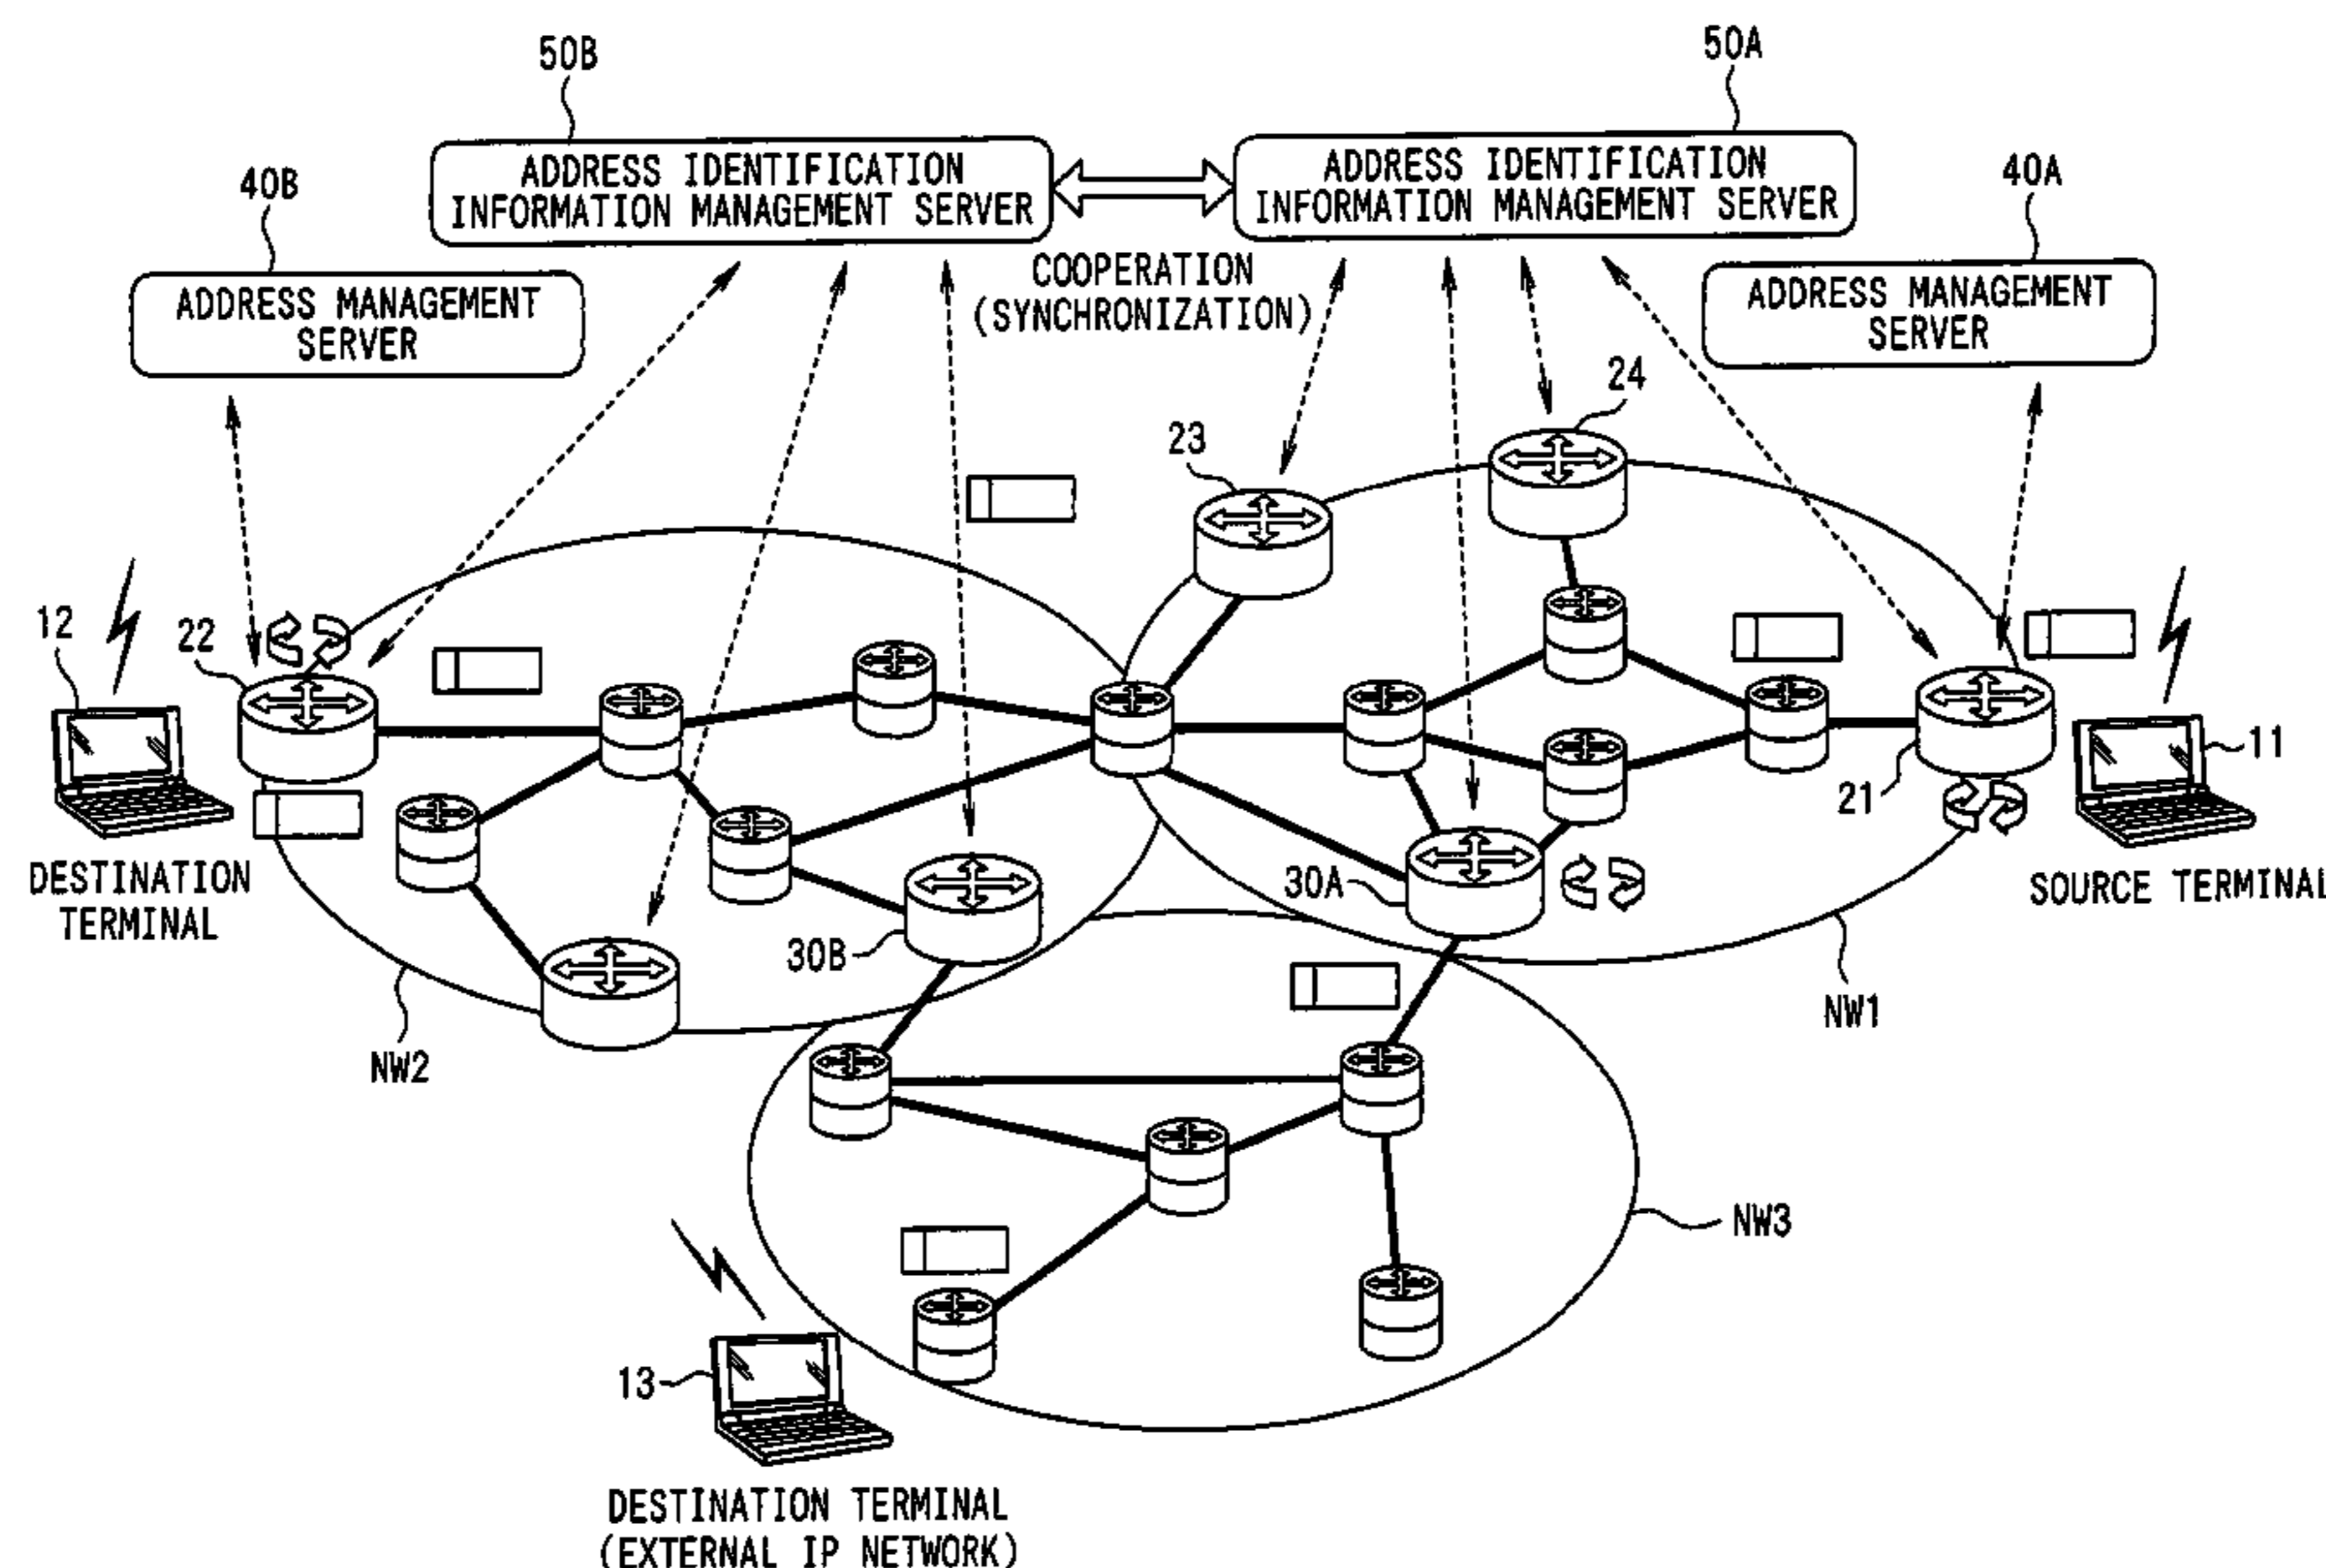 50B
50A
ADDRESS IDENTIFICATION
INFORMATION MANAGEMENT SERVER
ADDRESS IDENTIFICATION
INFORMATION MANAGEMENT SERVER
40B
40A
COOPERATION
(SYNCHRONIZATION)
ADDRESS MANAGEMENT
SERVER
ADDRESS MANAGEMENT
SERVER
24
23
12
22
11
21
DESTINATION
TERMINAL
30A
SOURCE TERMINAL
30B
NW1
NW2
NW3
13
DESTINATION TERMINAL
(EXTERNAL IP NETWORK)